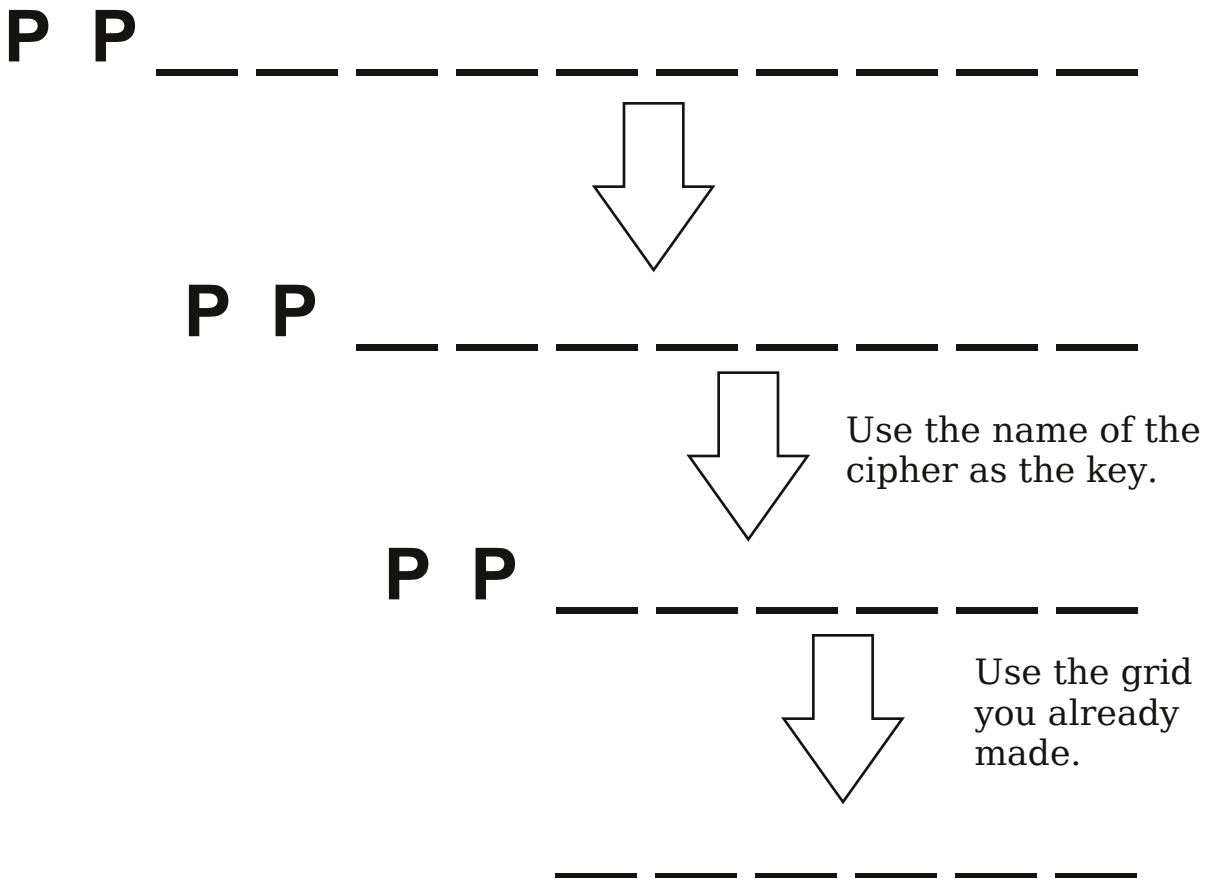 P P
P P
Use the name of the
cipher as the key.
P P
Use the grid
you already
made.